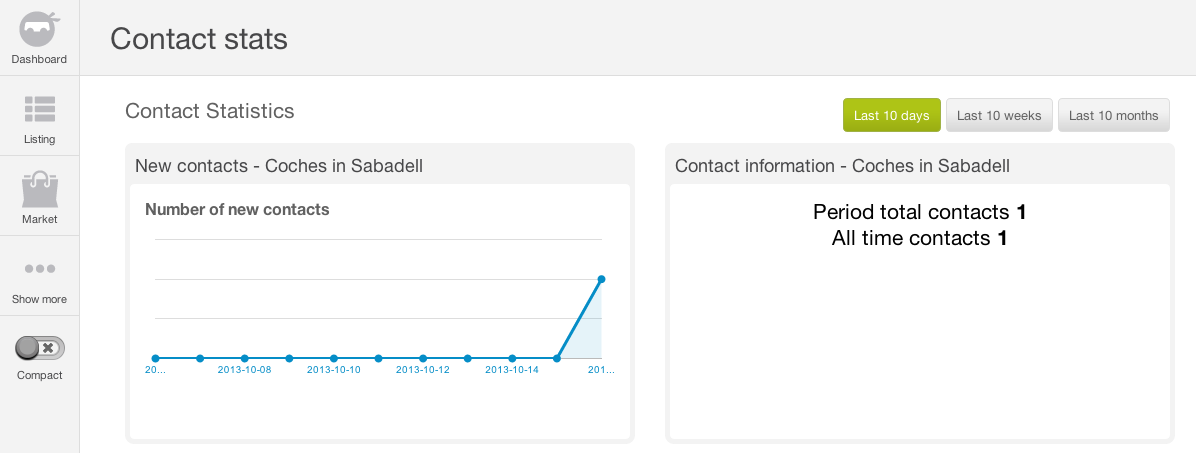 Dashboard
Listing
Market
Show more
Compact
Contact stats
Contact Statistics
Last 10 days
Last 10 weeks
Last 10 months
New contacts - Coches in Sabadell
Number of new contacts
20... 2013-10-08 2013-10-10 2013-10-12 2013-10-14 201...
Contact information - Coches in Sabadell
Period total contacts 1
All time contacts 1